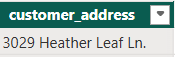 customer_address
3029 Heather Leaf Ln.